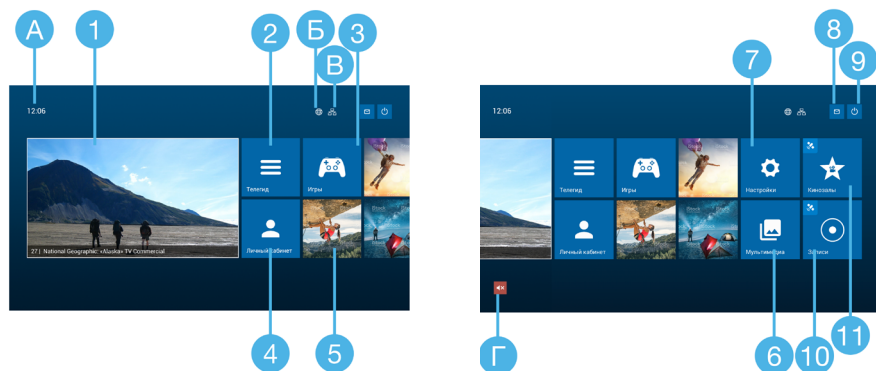 А
1
2
Б
3
В
8
9
7
12:06
12:06
Телегид
Игры
27 | National Geographic: «Alaska» TV Commercial
Личный кабинет
Телегид
Игры
Настройки
Кинозалы
Личный кабинет
Мультимедиа
Записи
4
5
Г
6
10
11